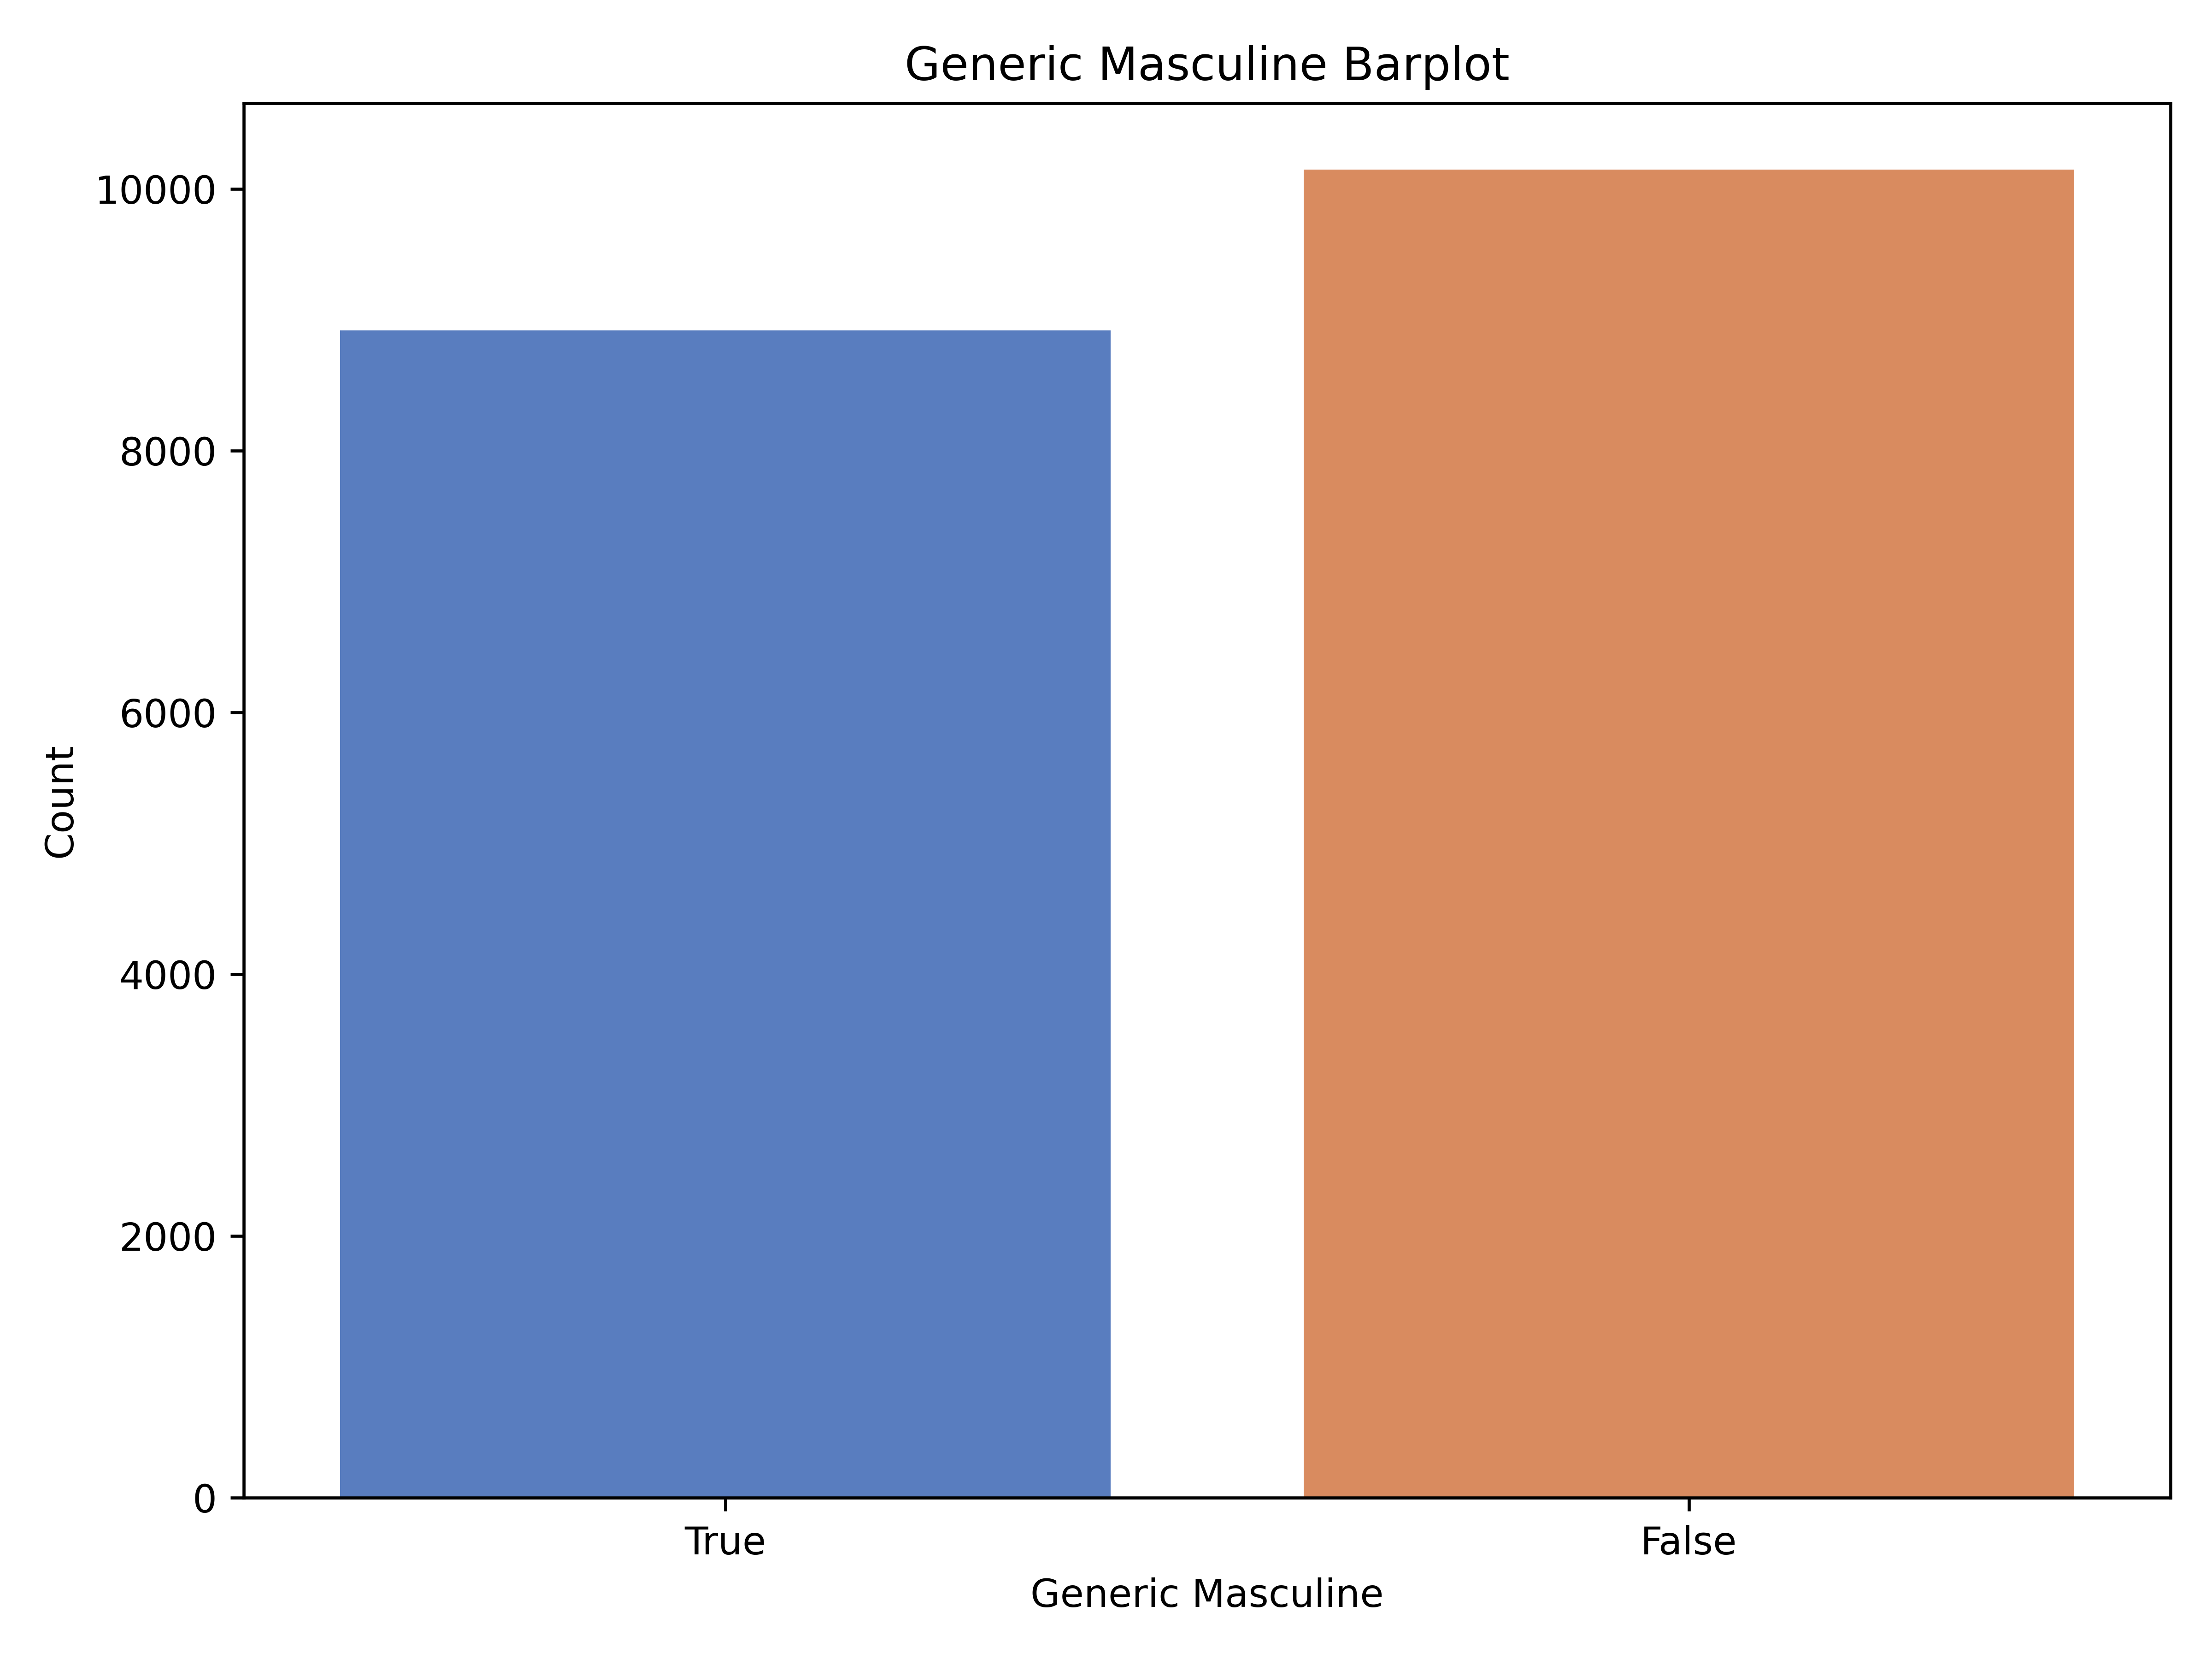 Generic Masculine Barplot
10000
8000
6000
4000
2000
0
Count
True
False
Generic Masculine